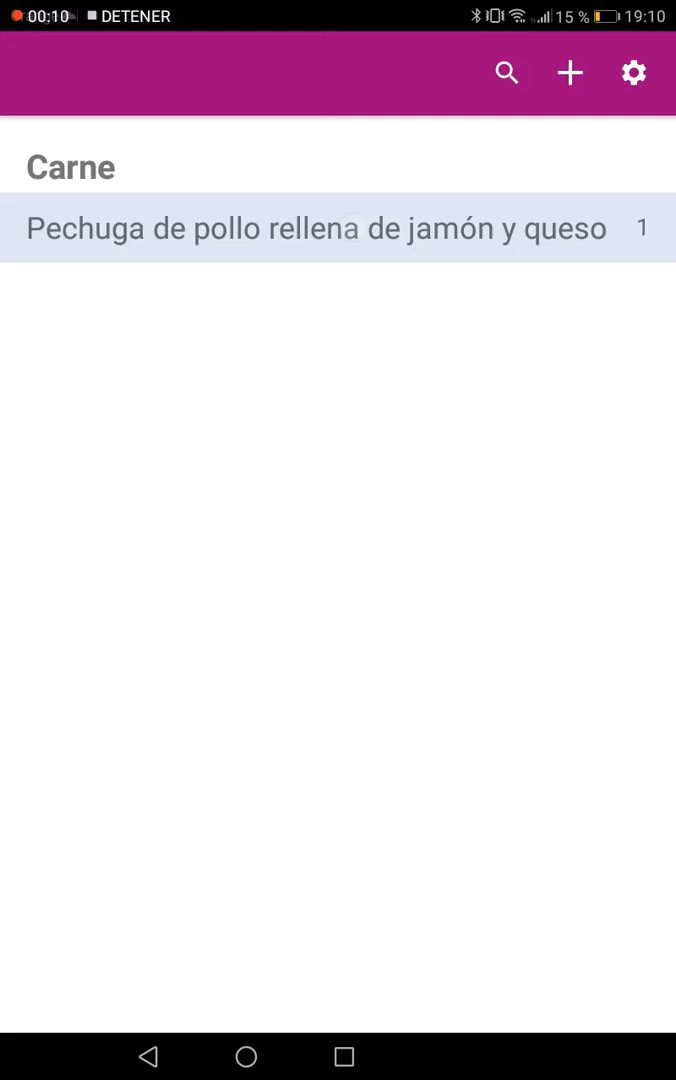 00:10 DETENER 15 % 19:10
Carne
Pechuga de pollo rellena de jamón y queso 1